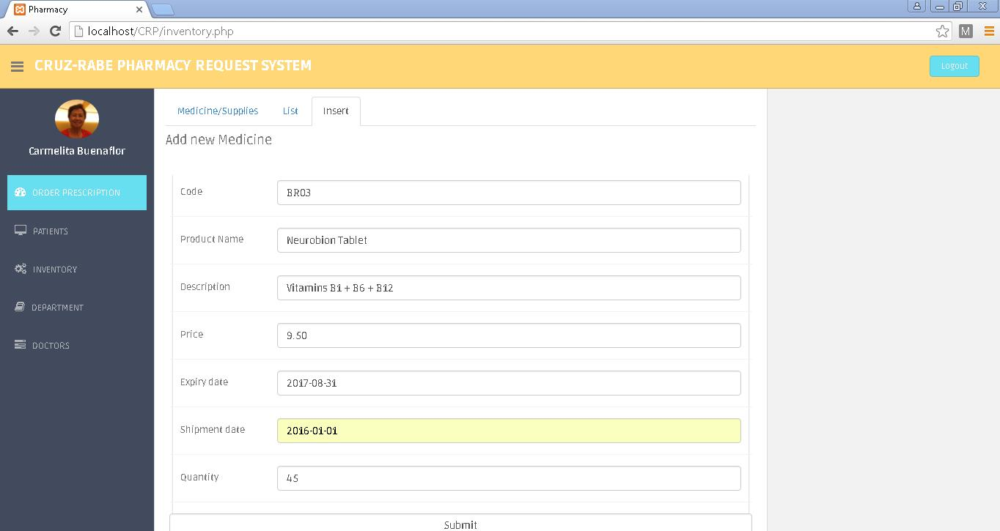 Pharmacy
localhost/CRP/inventory.php
M
CRUZ-RABE PHARMACY REQUEST SYSTEM
Logout
Carmelita Buenaflor
ORDER PRESCRIPTION
PATIENTS
INVENTORY
DEPARTMENT
DOCTORS
Medicine/Supplies List Insert
Add new Medicine
Code BR03
Product Name Neurobion Tablet
Description Vitamins B1 + B6 + B12
Price 9.50
Expiry date 2017-08-31
Shipment date 2016-01-01
Quantity 45
Submit